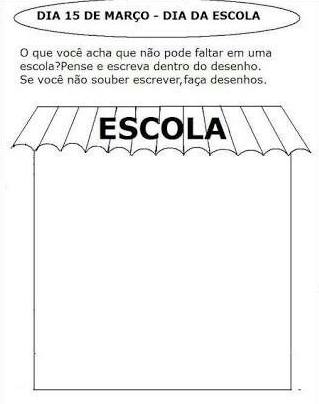 DIA 15 DE MARÇO - DIA DA ESCOLA
O que você acha que não pode faltar em uma
escola?Pense e escreva dentro do desenho.
Se você não souber escrever,faça desenhos.
ESCOLA